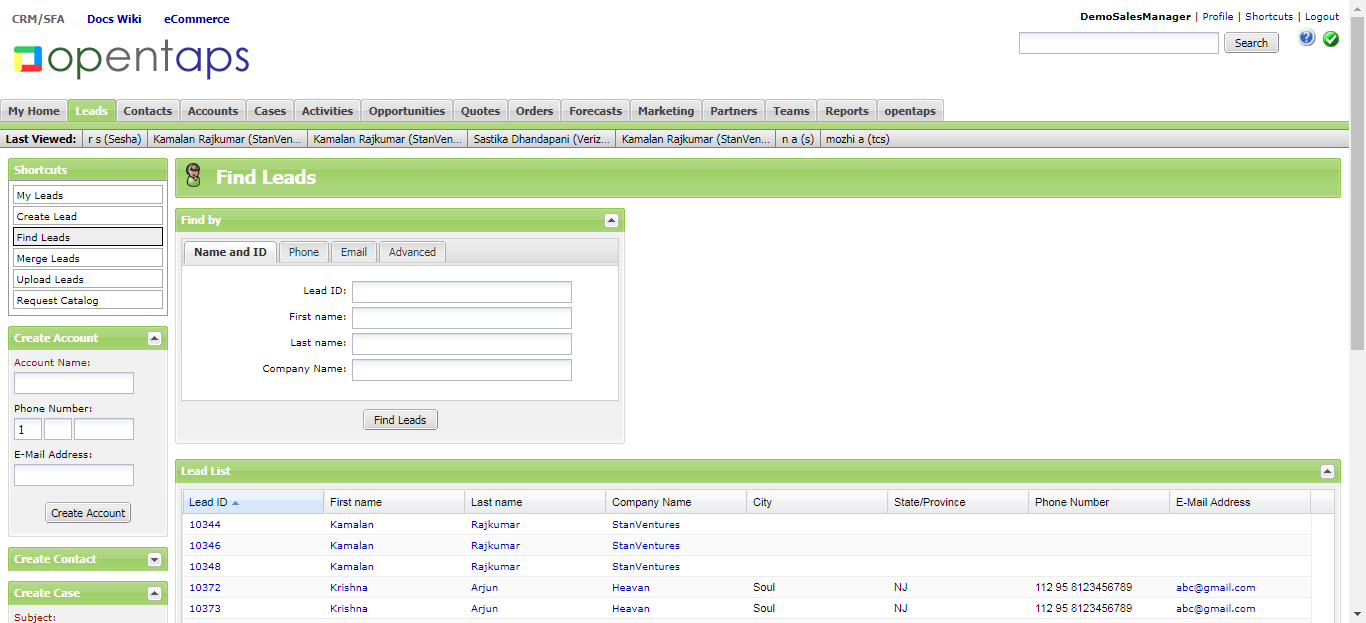 CRM/SFA Docs Wiki eCommerce
DemoSalesManager | Profile | Shortcuts | Logout
opentaps
Search
My Home Leads Contacts Accounts Cases Activities Opportunities Quotes Orders Forecasts Marketing Partners Teams Reports opentaps
Last Viewed: r s (Sesha) Kamalan Rajkumar (StanVen... Kamalan Rajkumar (StanVen... Sastika Dhandapani (Veriz... Kamalan Rajkumar (StanVen... n a (s) mozhi a (tcs)
Shortcuts
My Leads
Create Lead
Find Leads
Merge Leads
Upload Leads
Request Catalog
Create Account
Account Name:
Phone Number:
1
E-Mail Address:
Create Account
Create Contact
Create Case
Subject:
Find Leads
Find by
Name and ID Phone Email Advanced
Lead ID:
First name:
Last name:
Company Name:
Find Leads
Lead List
Lead ID First name Last name Company Name City State/Province Phone Number E-Mail Address
10344 Kamalan Rajkumar StanVentures
10346 Kamalan Rajkumar StanVentures
10348 Kamalan Rajkumar StanVentures
10372 Krishna Arjun Heavan Soul NJ 112 95 8123456789 abc@gmail.com
10373 Krishna Arjun Heavan Soul NJ 112 95 8123456789 abc@gmail.com